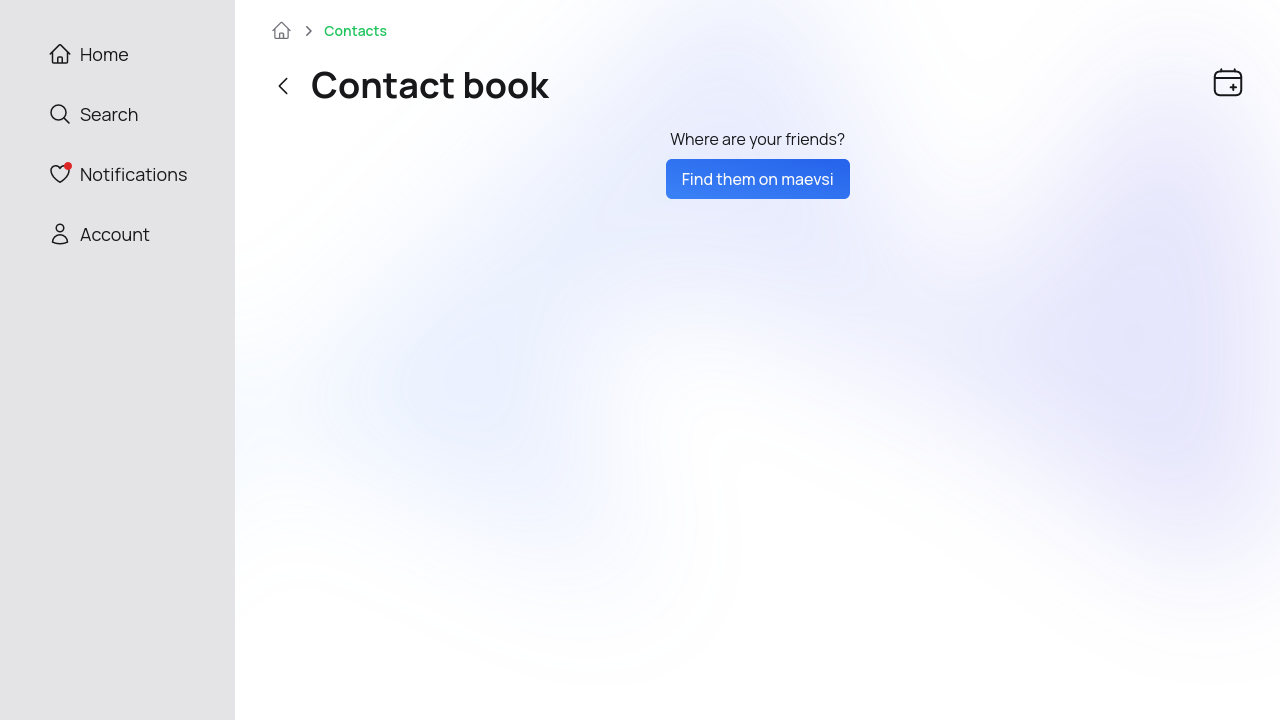 Home
Search
Notifications
Account
Contacts
Contact book
Where are your friends?
Find them on maevsi